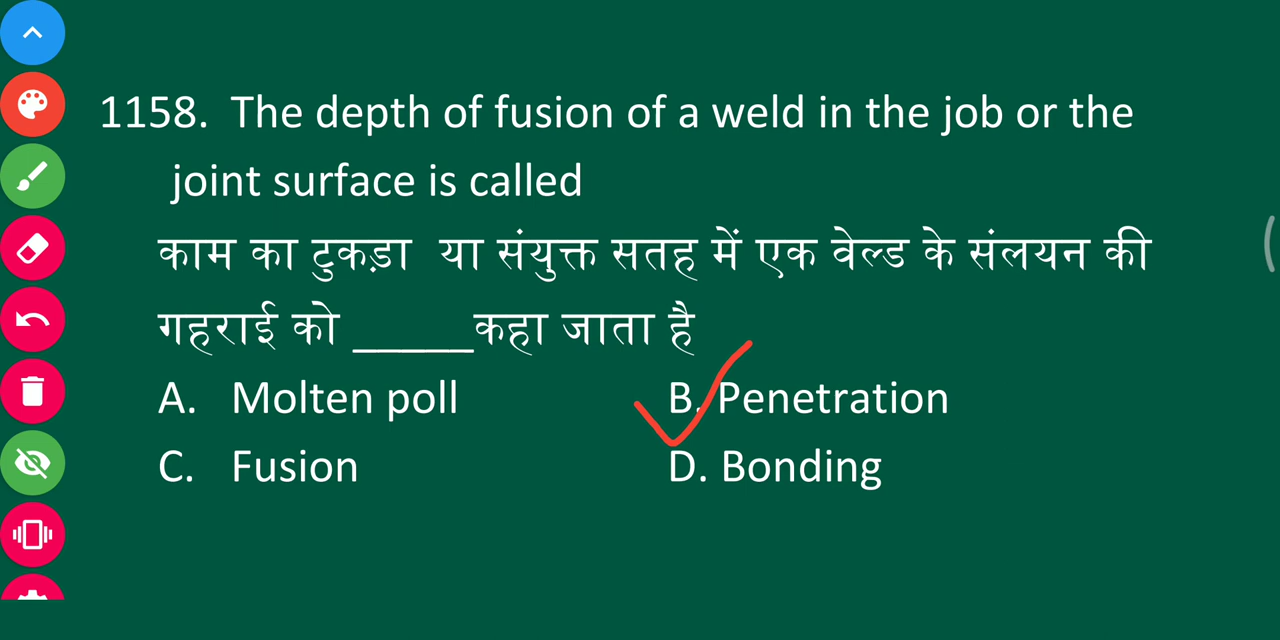 1158. The depth of fusion of a weld in the job or the
joint surface is called
काम का टुकड़ा या संयुक्त सतह में एक वेल्ड के संलयन की
गहराई को _____कहा जाता है
A. Molten poll B. Penetration
C. Fusion D. Bonding